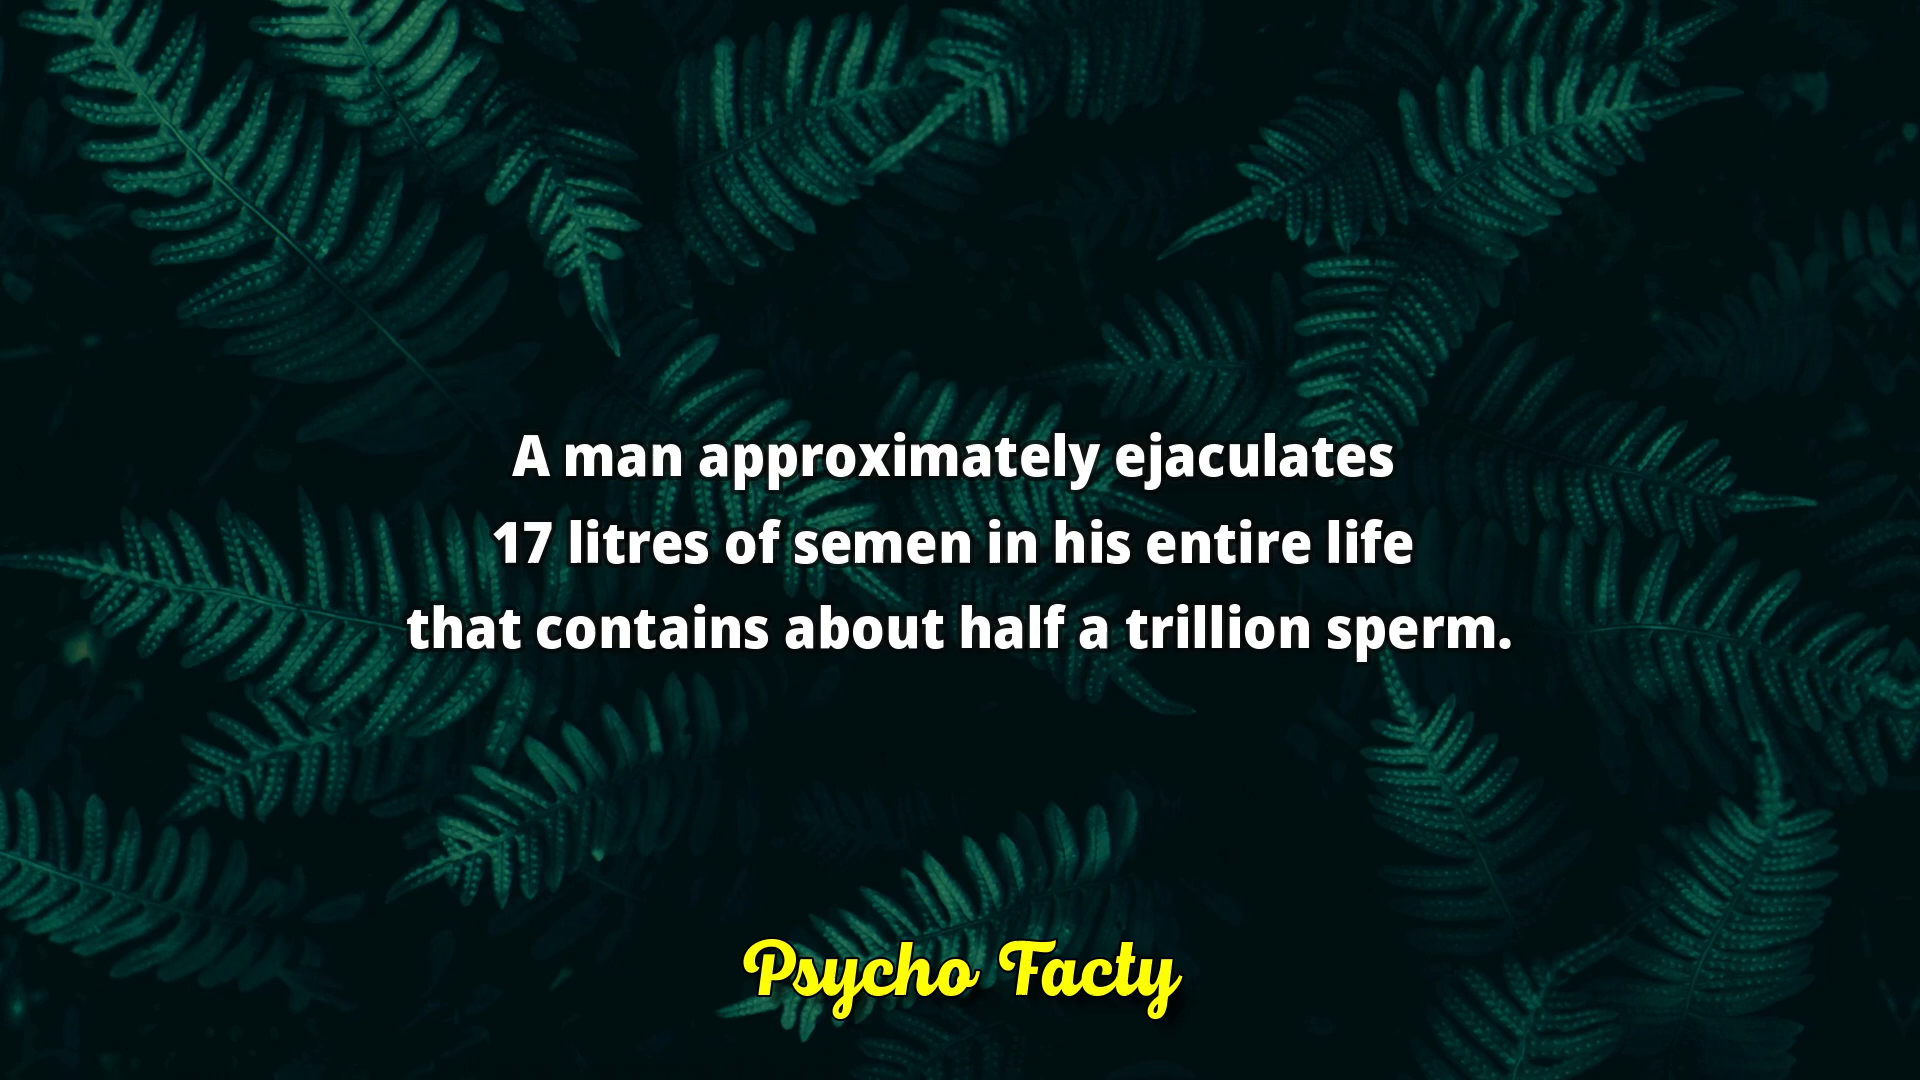 A man approximately ejaculates
17 litres of semen in his entire life
that contains about half a trillion sperm.
Psycho Facty